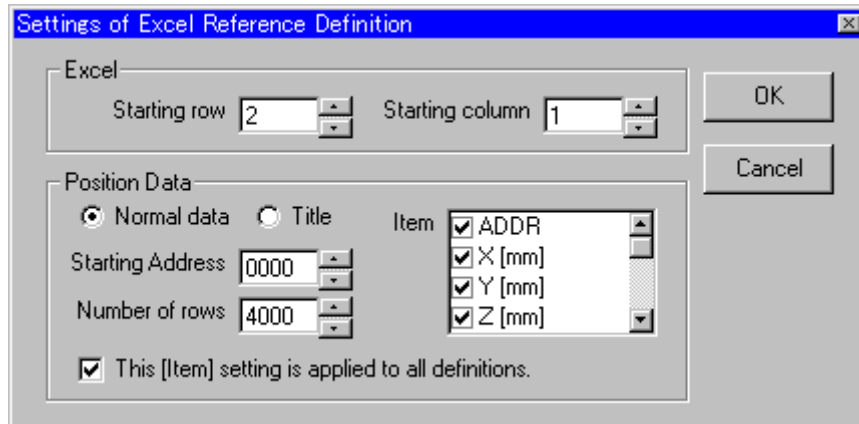 Settings of Excel Reference Definition
Excel
Starting row 2 Starting column 1
OK
Cancel
Position Data
Normal data Title
Item
ADDR
X [mm]
Y [mm]
Z [mm]
Starting Address 0000
Number of rows 4000
This [Item] setting is applied to all definitions.